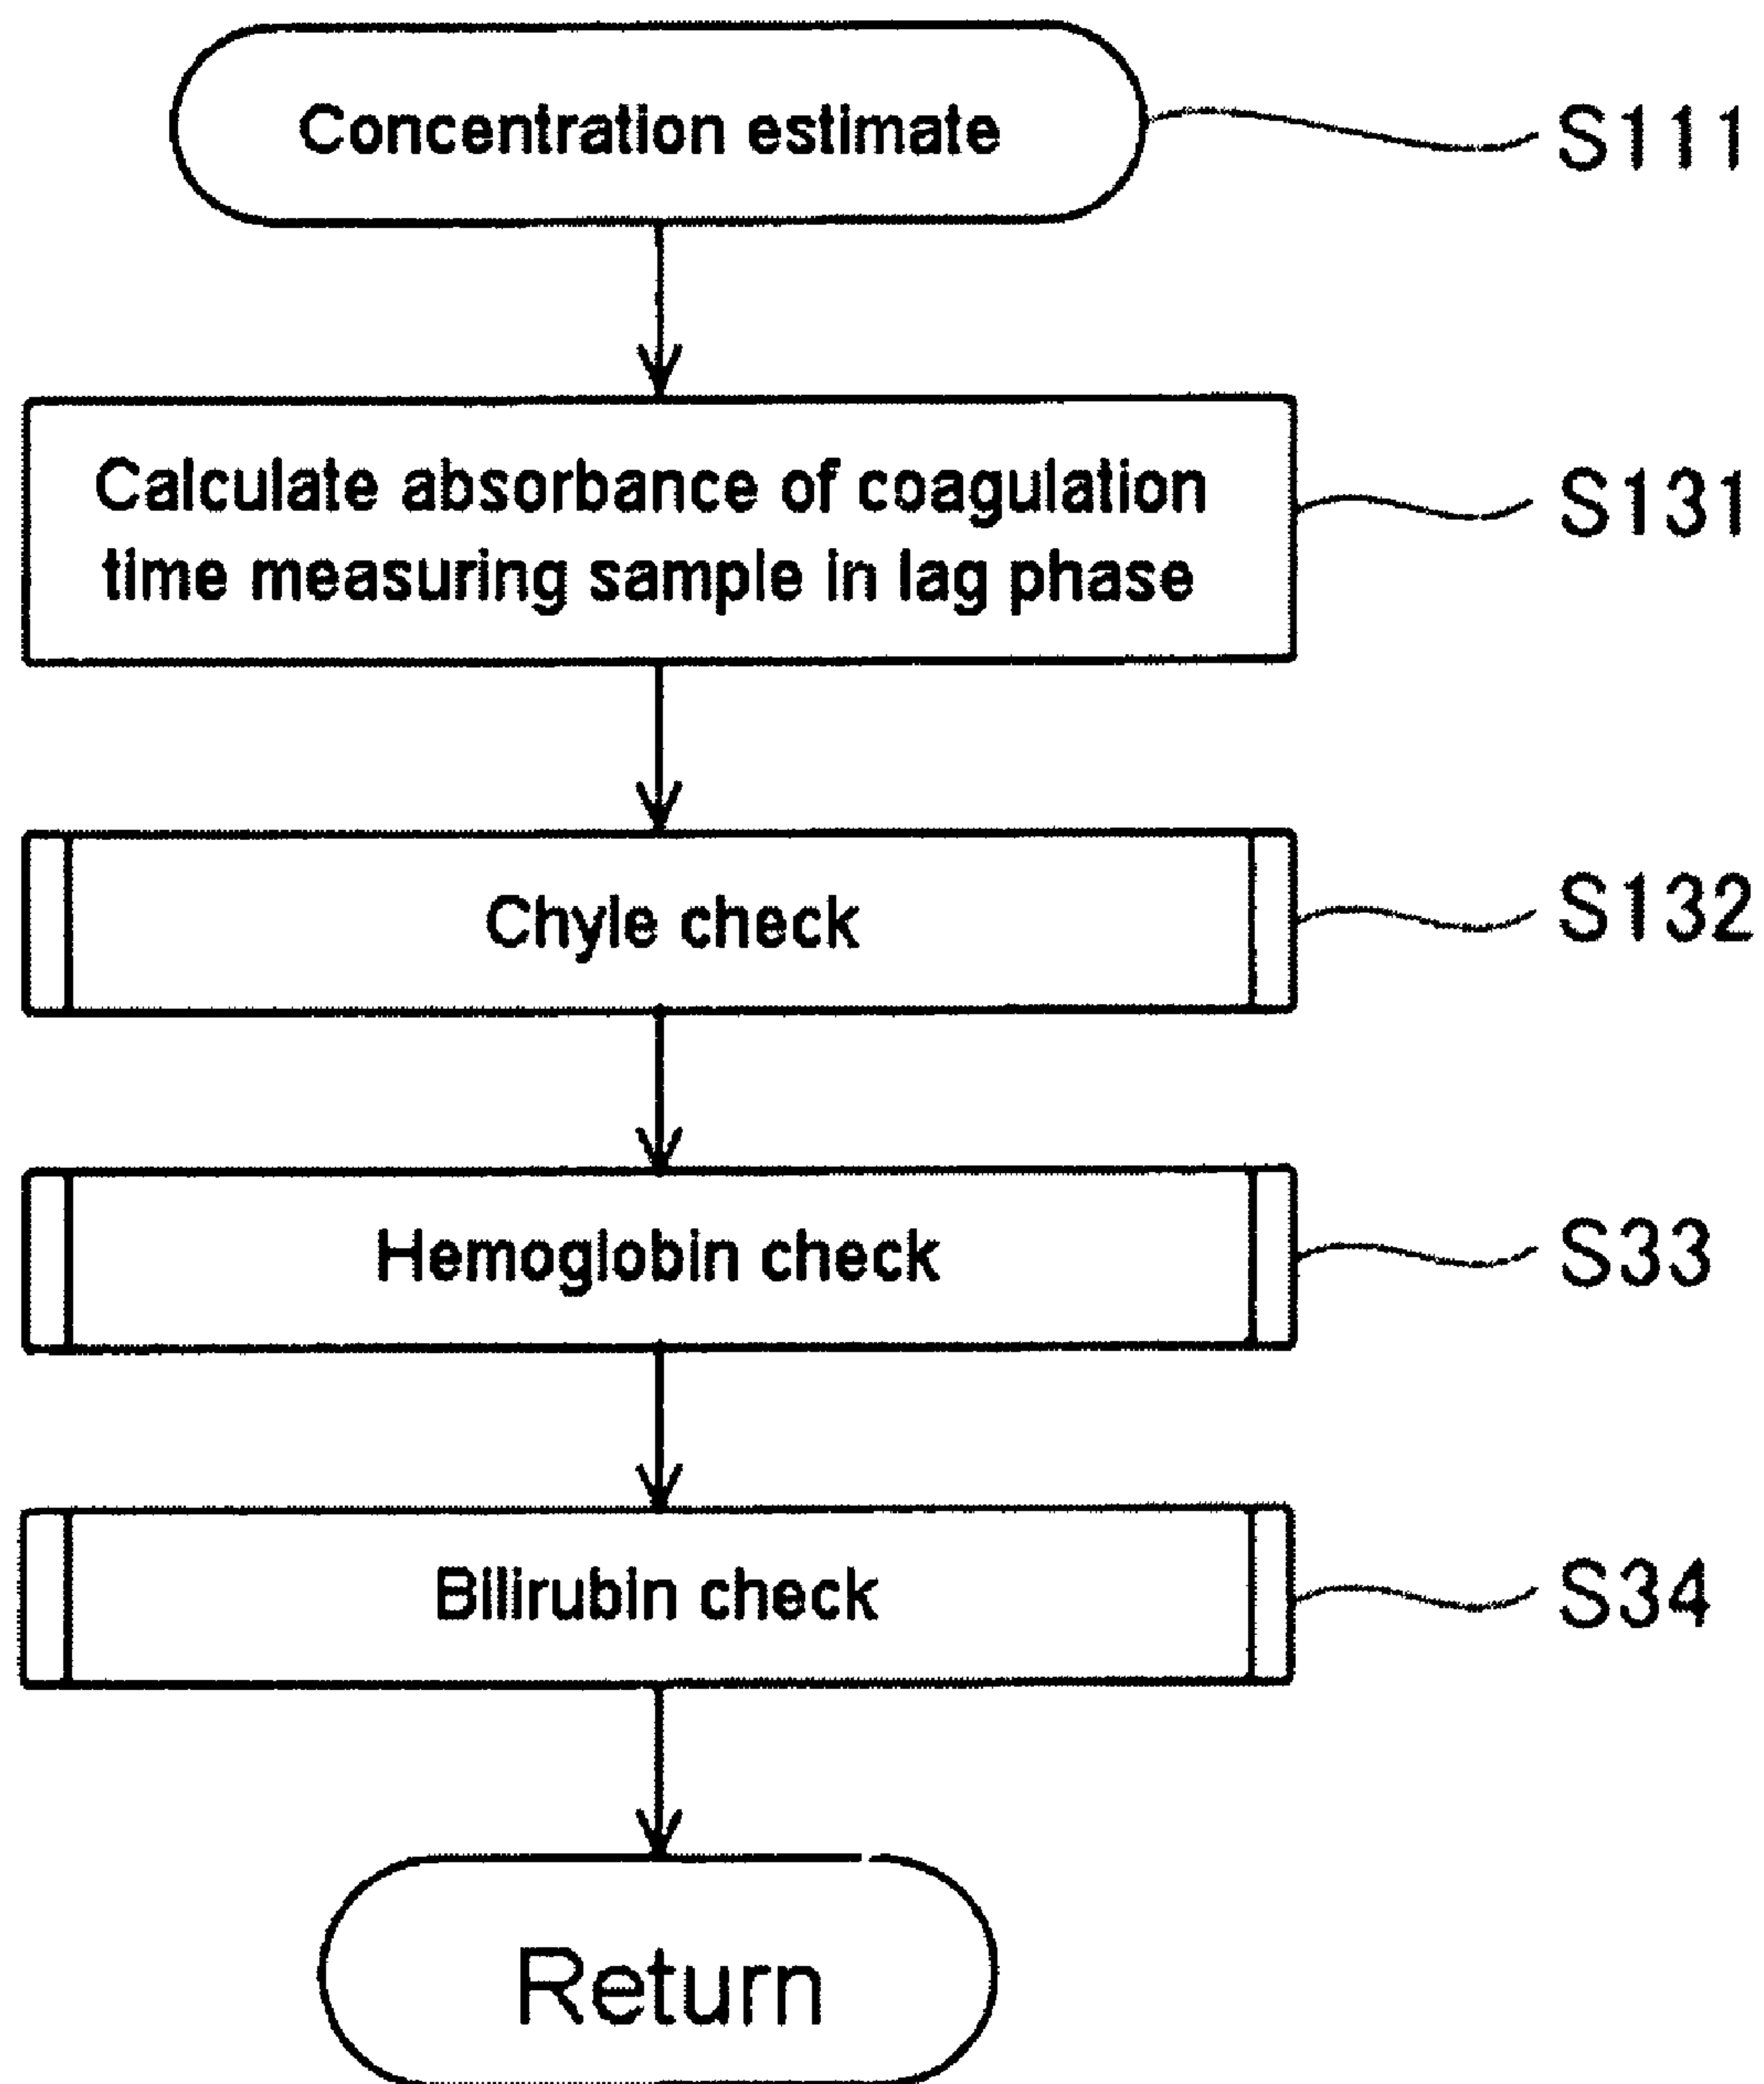 Concentration estimate
S111
Calculate absorbance of coagulation
time measuring sample in lag phase
S131
Chyle check
S132
Hemoglobin check
S33
Bilirubin check
S34
Return